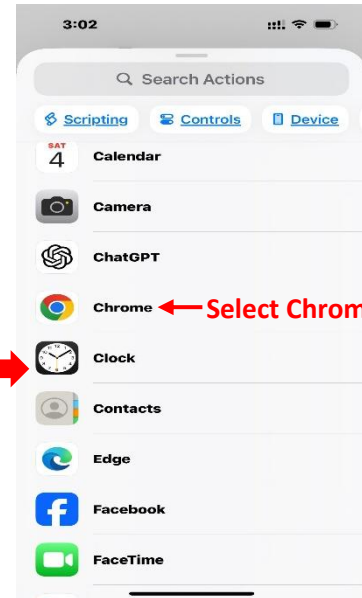 3:02
Search Actions
Scripting Controls Device
SAT
4 Calendar
Camera
ChatGPT
Chrome Select Chrom
Clock
Contacts
Edge
Facebook
FaceTime